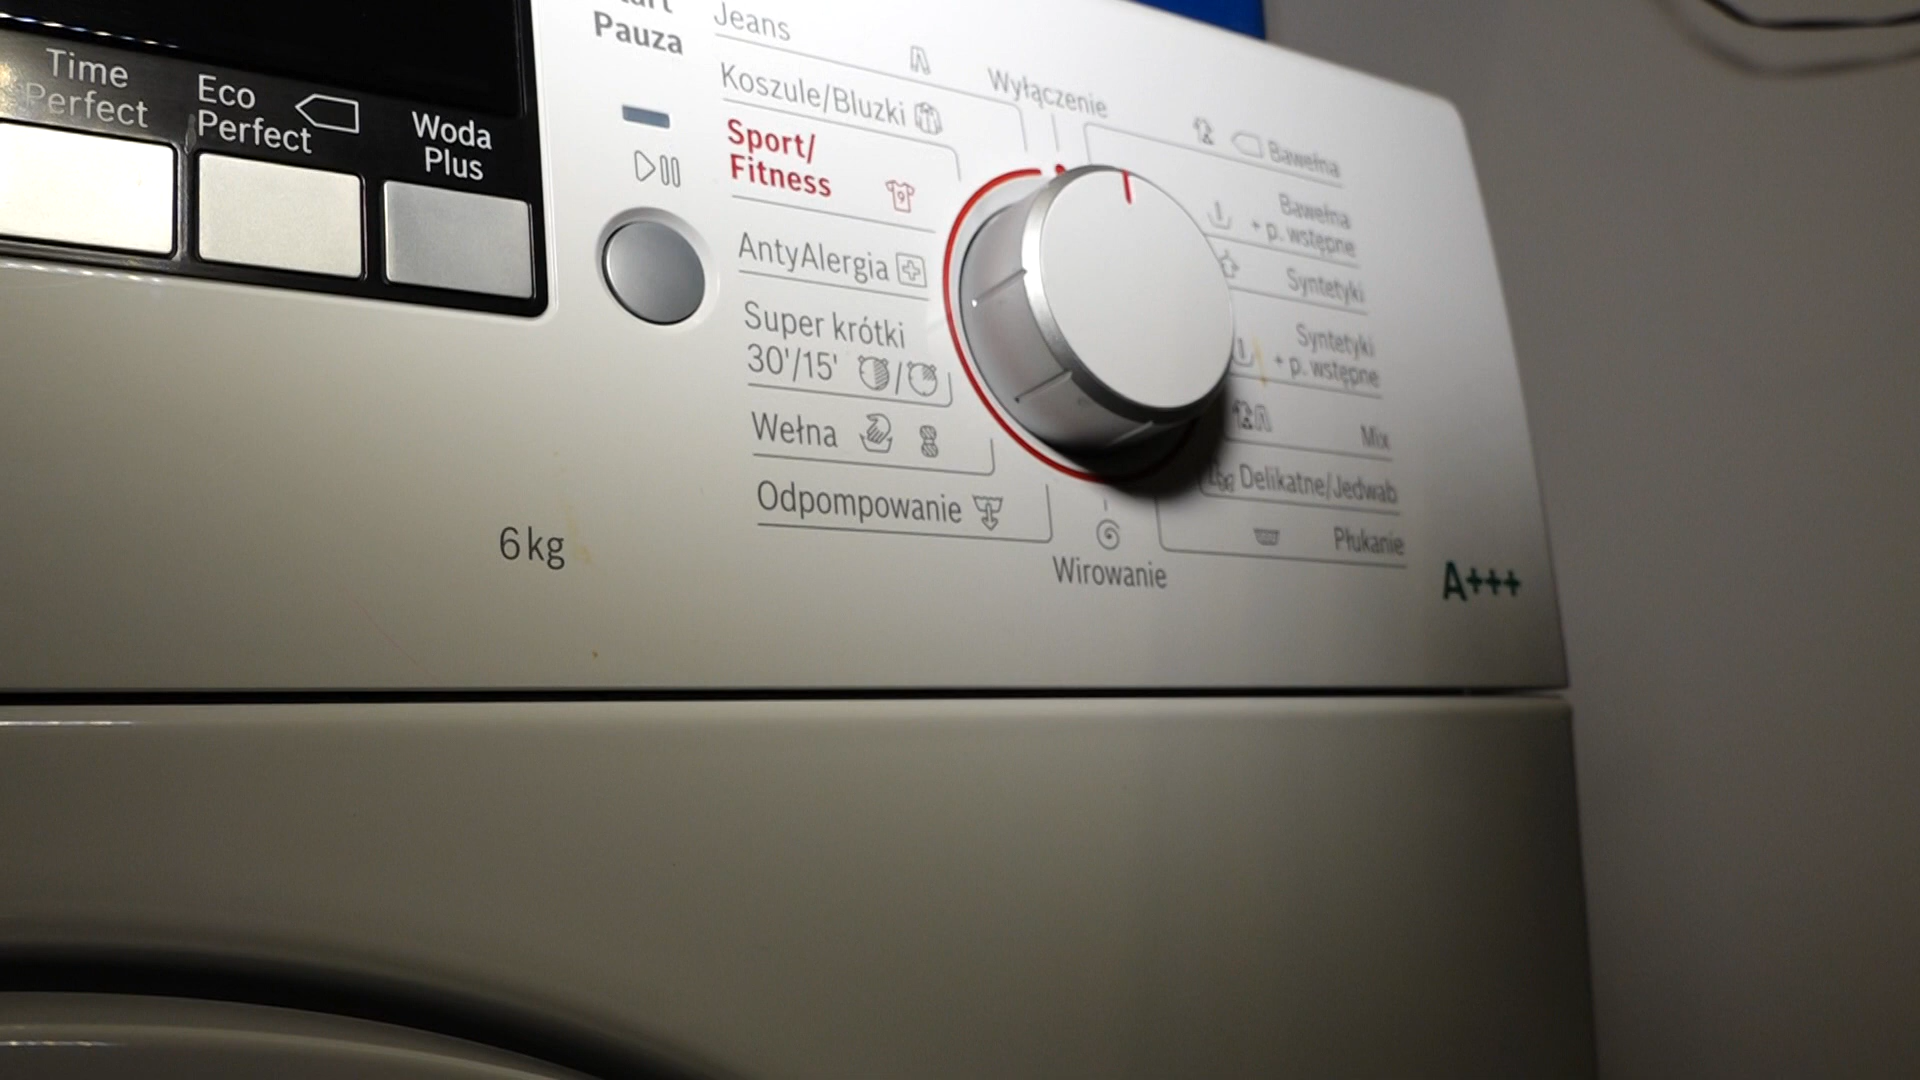 Time
Perfect
Eco
Perfect
Woda
Plus
Pauza
Jeans
Koszule/Bluzki
Sport/
Fitness
9
AntyAlergia
Super krótki
30'/15'
/
Wełna
Odpompowanie
Wyłączenie
Bawełna
Bawełna
+ p. wstępne
Syntetyki
Syntetyki
+ p. wstępne
Mix
Delikatne/Jedwab
Płukanie
Wirowanie
6 kg
A+++